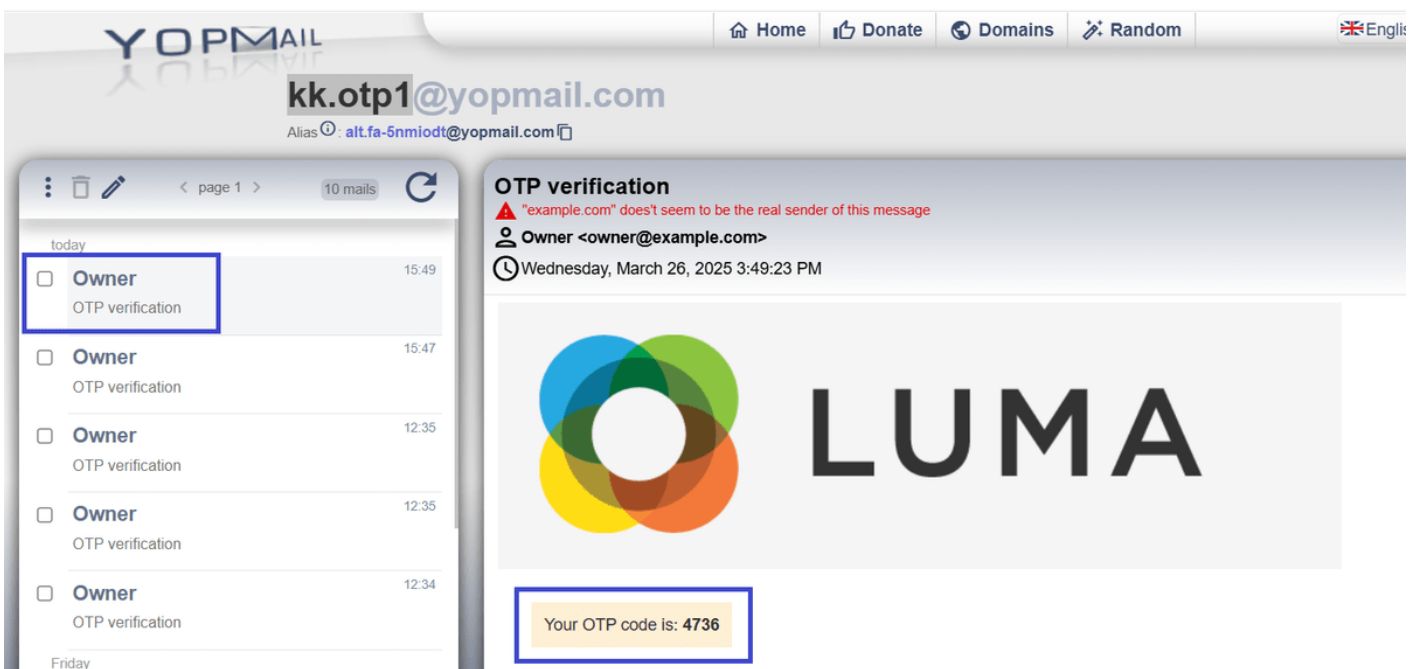 YOPMAIL
Home Donate Domains Random
kk.otp1@yopmail.com
Alias : alt.fa-5nmiodt@yopmail.com
page 1 10 mails
today
Owner 15:49
OTP verification
Owner 15:47
OTP verification
Owner 12:35
OTP verification
Owner 12:35
OTP verification
Owner 12:34
OTP verification
Friday
OTP verification
"example.com" does't seem to be the real sender of this message
Owner <owner@example.com>
Wednesday, March 26, 2025 3:49:23 PM
LUMA
Your OTP code is: 4736